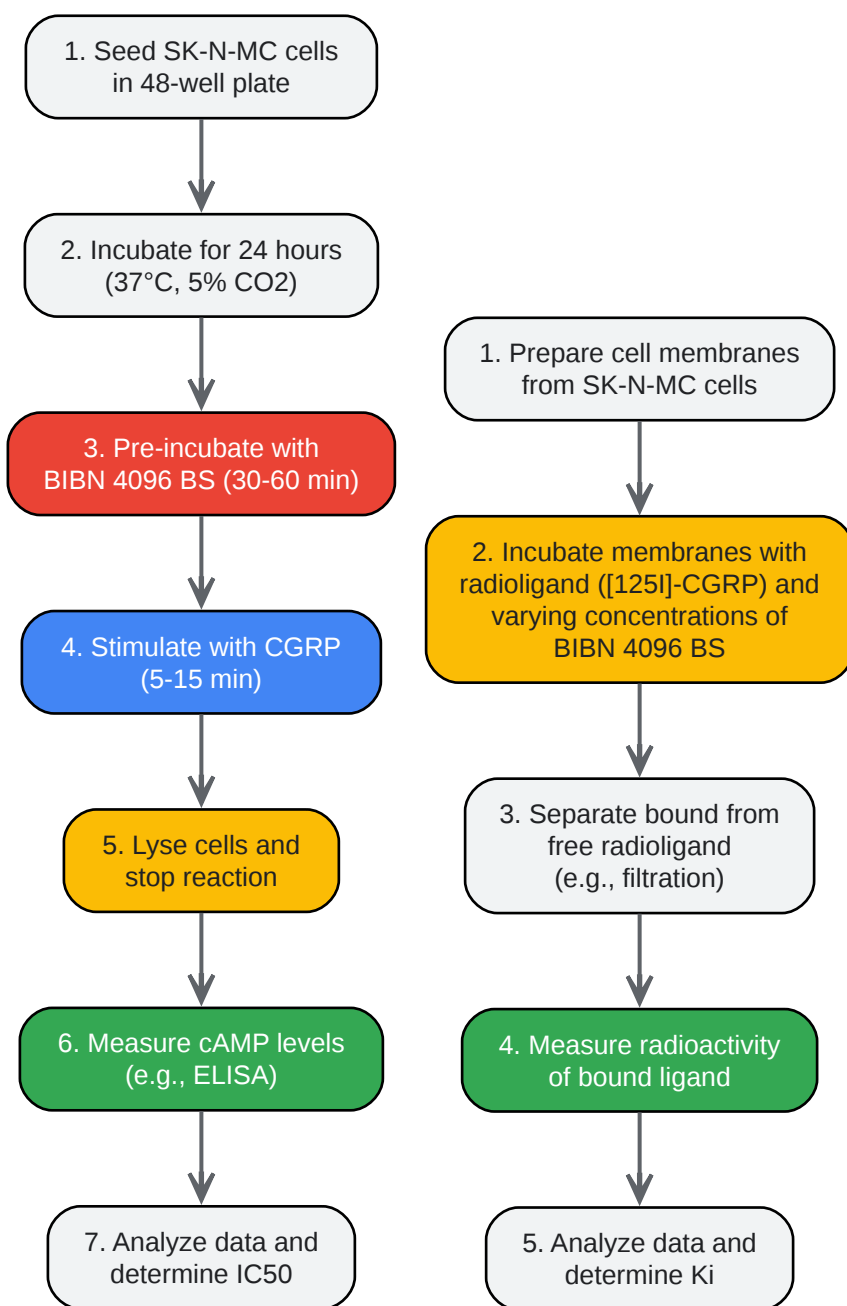 1. Seed SK-N-MC cells
in 48-well plate
2. Incubate for 24 hours
(37°C, 5% CO2)
3. Pre-incubate with
BIBN 4096 BS (30-60 min)
4. Stimulate with CGRP
(5-15 min)
5. Lyse cells and
stop reaction
6. Measure cAMP levels
(e.g., ELISA)
7. Analyze data and
determine IC50
1. Prepare cell membranes
from SK-N-MC cells
2. Incubate membranes with
radioligand ([125I]-CGRP) and
varying concentrations of
BIBN 4096 BS
3. Separate bound from
free radioligand
(e.g., filtration)
4. Measure radioactivity
of bound ligand
5. Analyze data and
determine Ki